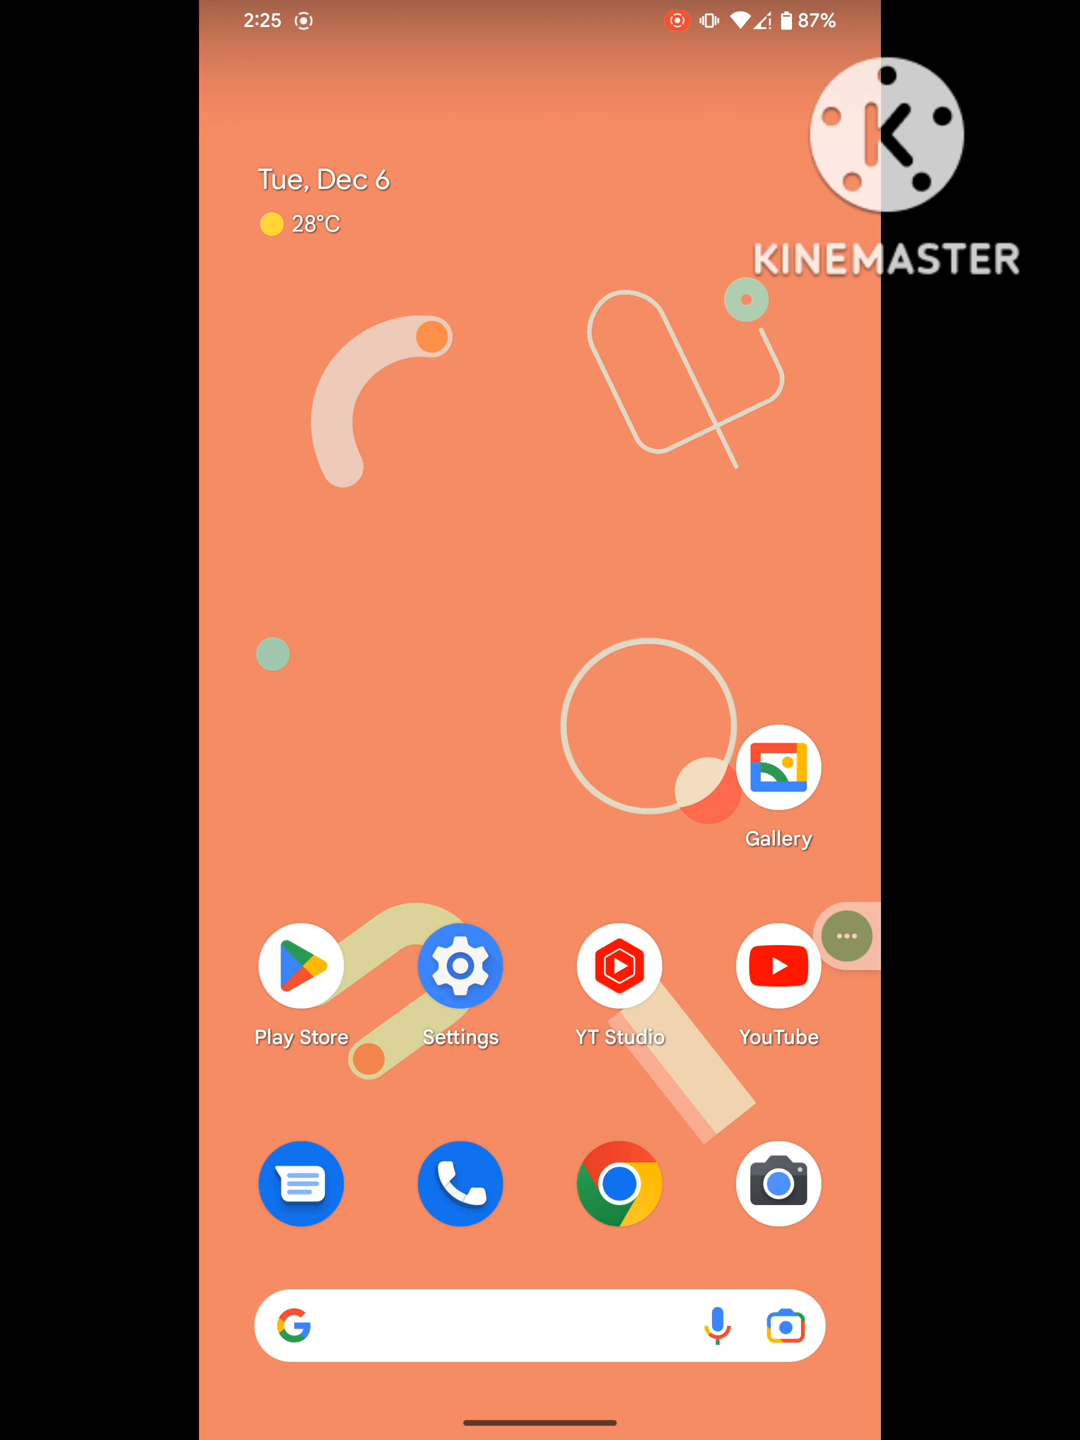 2:25
87%
KINEMASTER
Tue, Dec 6
28°C
Gallery
Play Store
Settings
YT Studio
YouTube